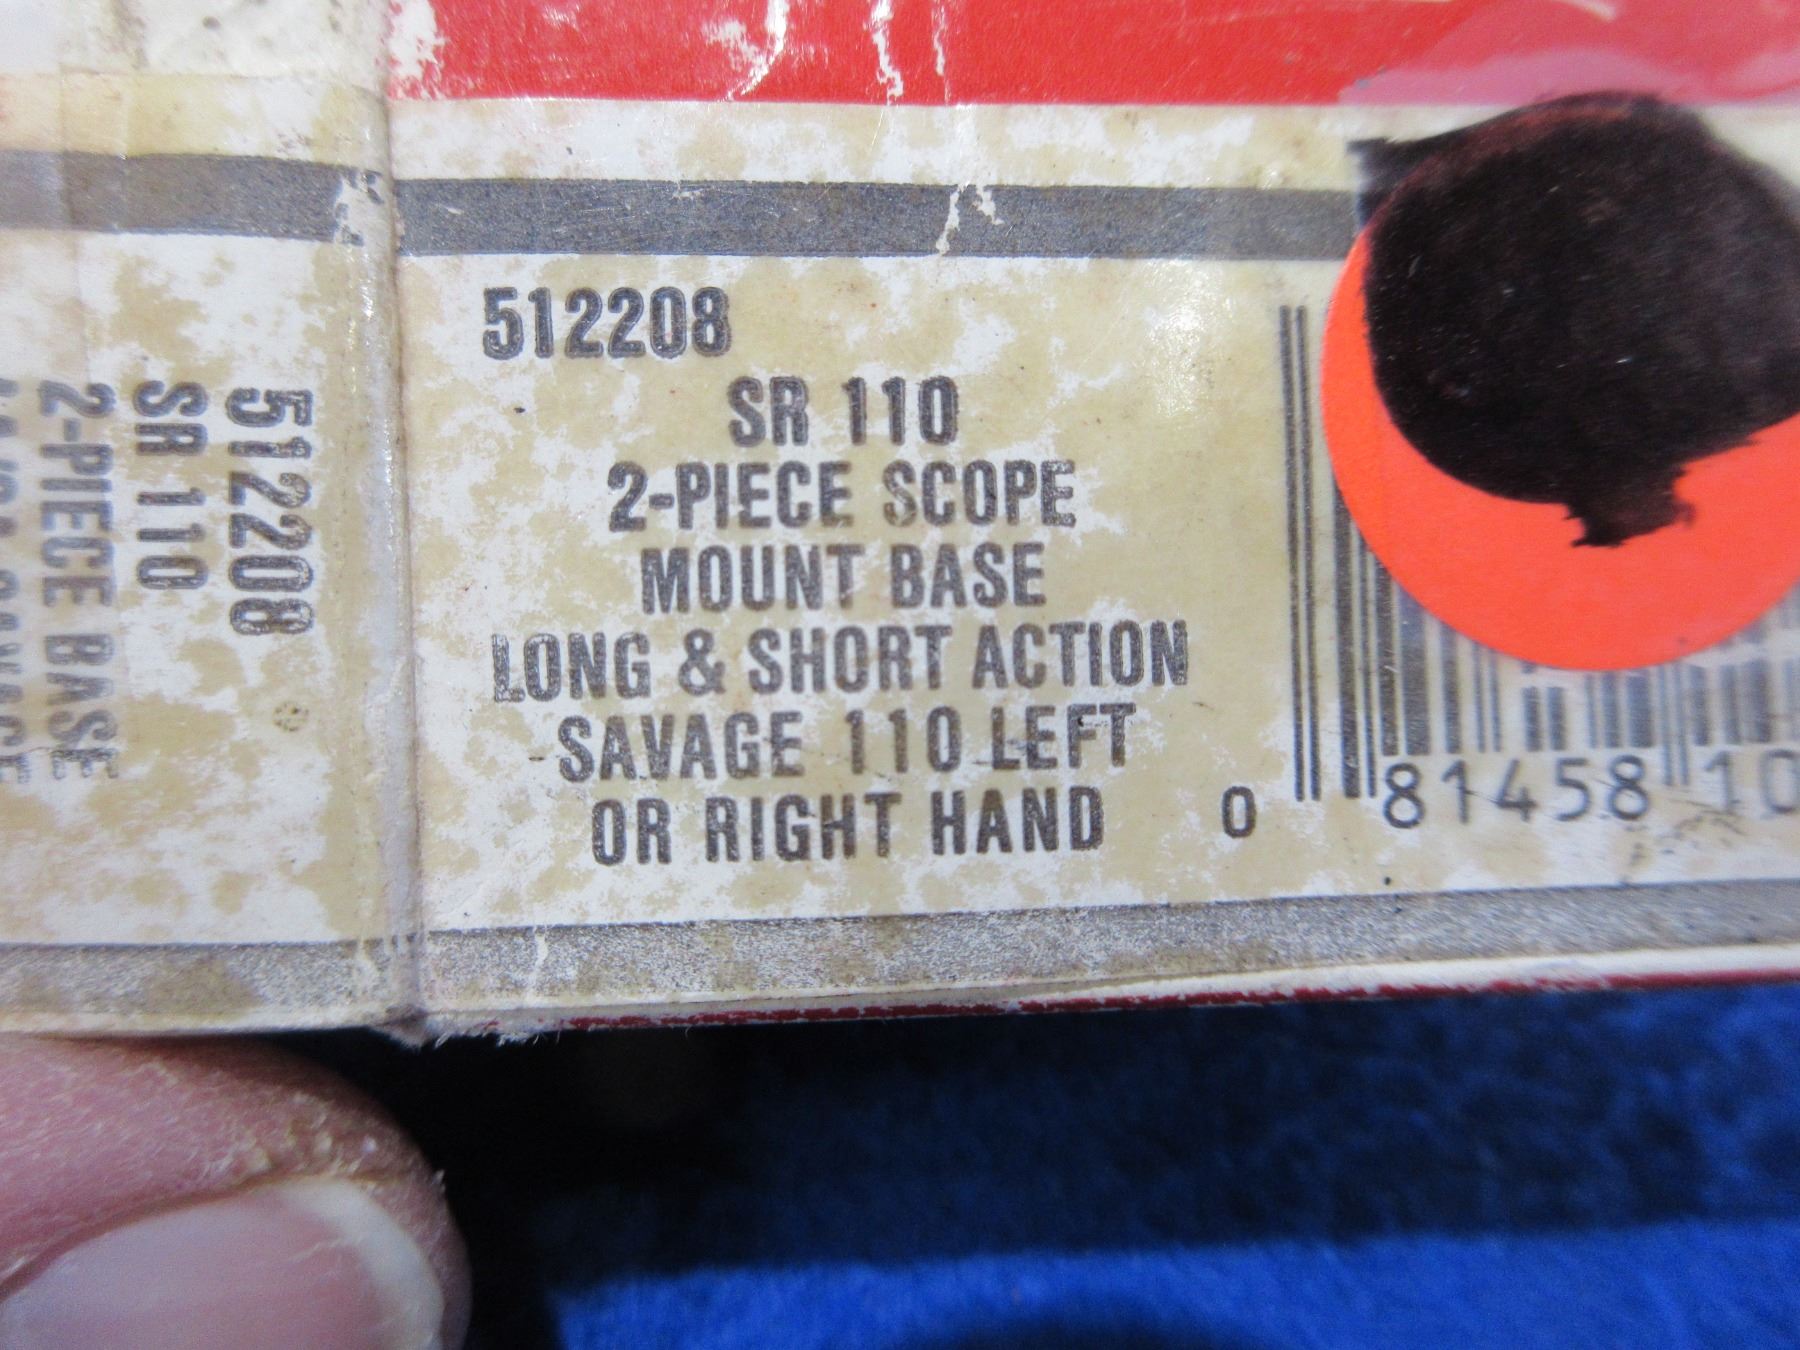 512208
SR 110
2-PIECE BASE
512208
SR 110
2-PIECE SCOPE
MOUNT BASE
LONG & SHORT ACTION
SAVAGE 110 LEFT
OR RIGHT HAND
0 81458 10